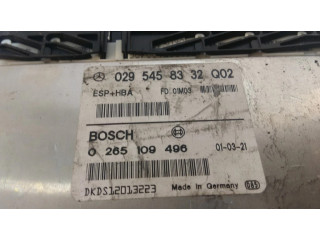 029 545 83 32 Q02
ESP+HBA FD 01M03
BOSCH
0 265 109 496 01-03-21
DKDS12013223 Made in Germany